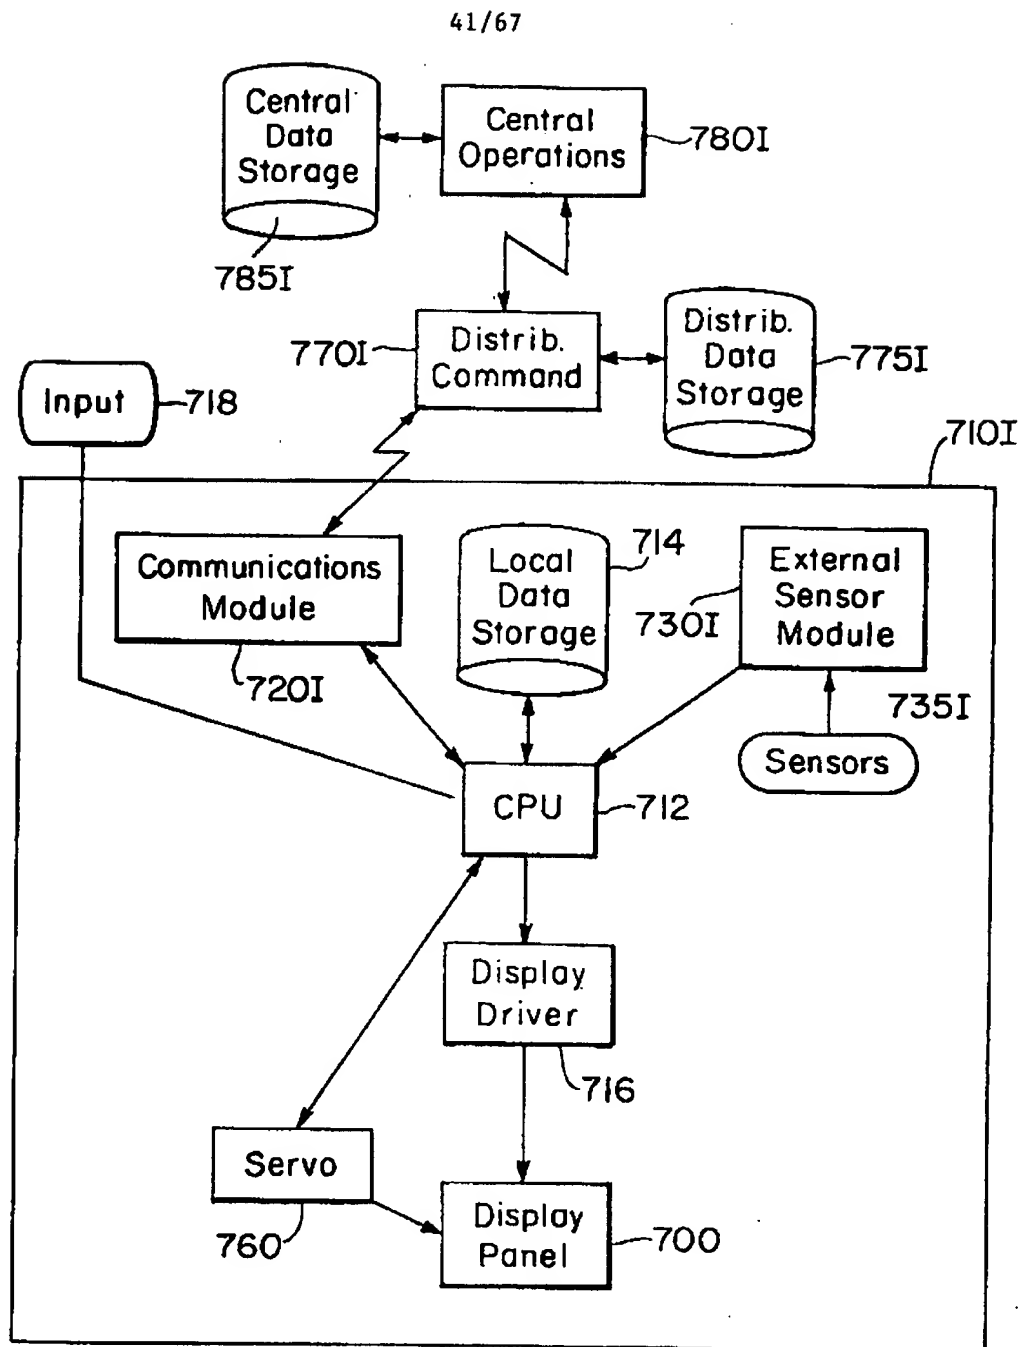 41/67
Central
Data
Storage
785I
Central
Operations
780I
Distrib.
Command
770I
Distrib.
Data
Storage
775I
Input
718
710I
Communications
Module
720I
Local
Data
Storage
714
External
Sensor
Module
730I
735I
Sensors
CPU
712
Display
Driver
716
Servo
760
Display
Panel
700